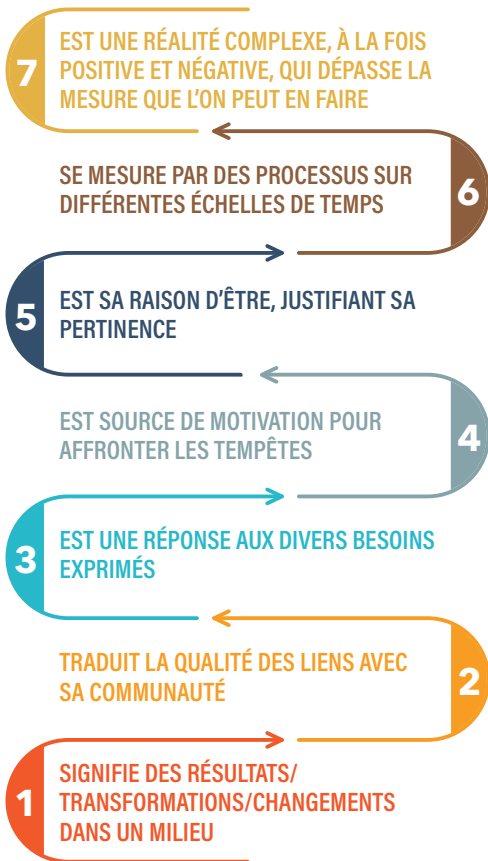 7
EST UNE RÉALITÉ COMPLEXE, À LA FOIS
POSITIVE ET NÉGATIVE, QUI DÉPASSE LA
MESURE QUE L'ON PEUT EN FAIRE
6
SE MESURE PAR DES PROCESSUS SUR
DIFFÉRENTES ÉCHELLES DE TEMPS
5
EST SA RAISON D'ÊTRE, JUSTIFIANT SA
PERTINENCE
4
EST SOURCE DE MOTIVATION POUR
AFFRONTER LES TEMPÊTES
3
EST UNE RÉPONSE AUX DIVERS BESOINS
EXPRIMÉS
2
TRADUIT LA QUALITÉ DES LIENS AVEC
SA COMMUNAUTÉ
1
SIGNIFIE DES RÉSULTATS/
TRANSFORMATIONS/CHANGEMENTS
DANS UN MILIEU